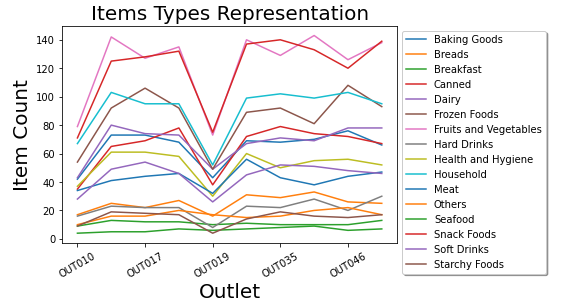 Items Types Representation
Item Count
140
120
100
80
60
40
20
0
OUT010
OUT017
OUT019
OUT035
OUT046
Outlet
Baking Goods
Breads
Breakfast
Canned
Dairy
Frozen Foods
Fruits and Vegetables
Hard Drinks
Health and Hygiene
Household
Meat
Others
Seafood
Snack Foods
Soft Drinks
Starchy Foods